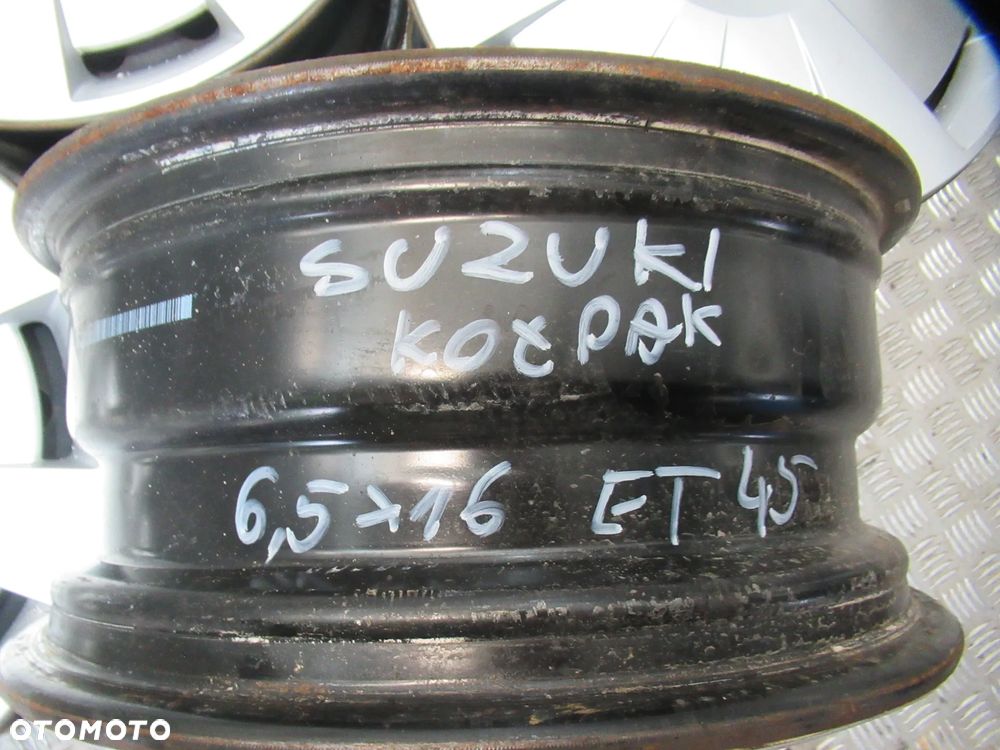 SUZUKI
KOŁPAK
6,5x16 ET45
OTOMOTO